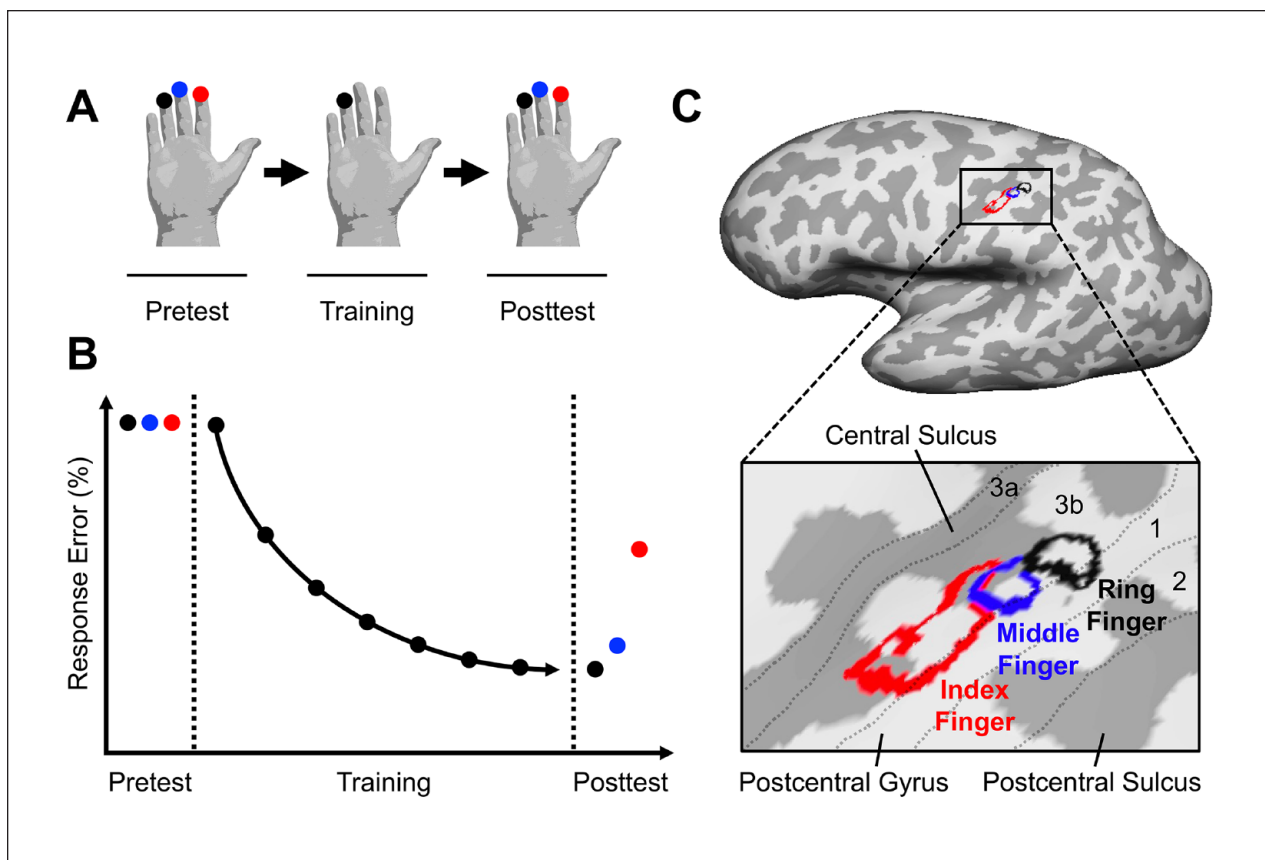 A
Pretest
Training
Posttest
B
Response Error (%)
Pretest
Training
Posttest
C
Central Sulcus
3a
3b
1
2
Ring
Finger
Middle
Finger
Index
Finger
Postcentral Gyrus
Postcentral Sulcus